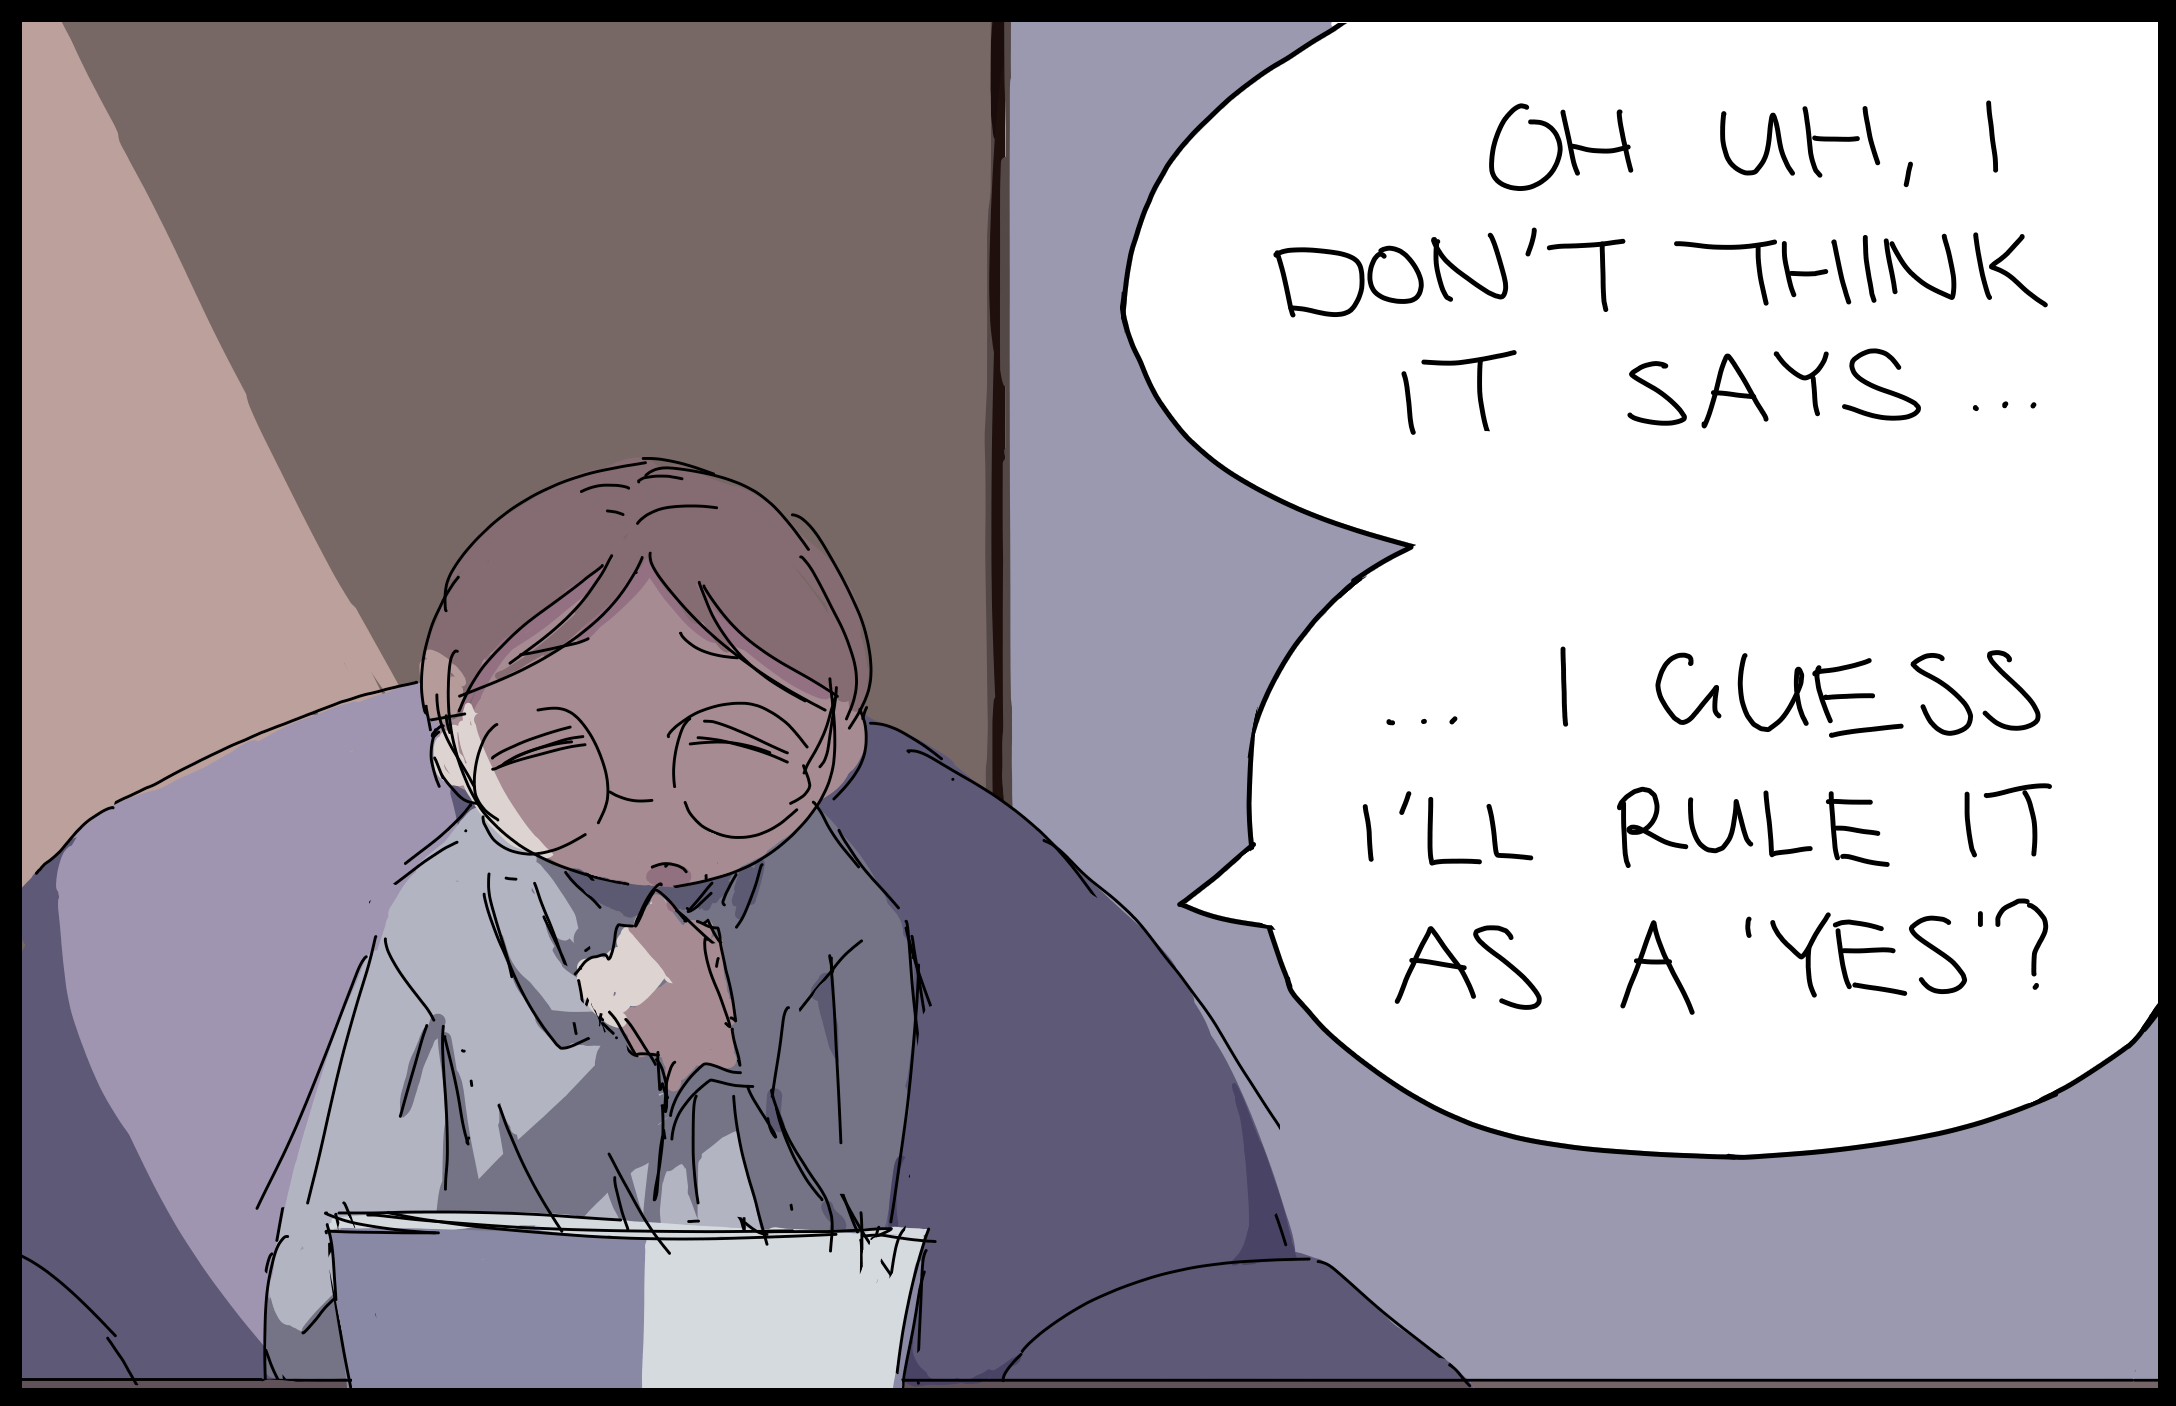 OH UH, I
DON'T THINK
IT SAYS ...
... I GUESS
I'LL RULE IT
AS A 'YES'?